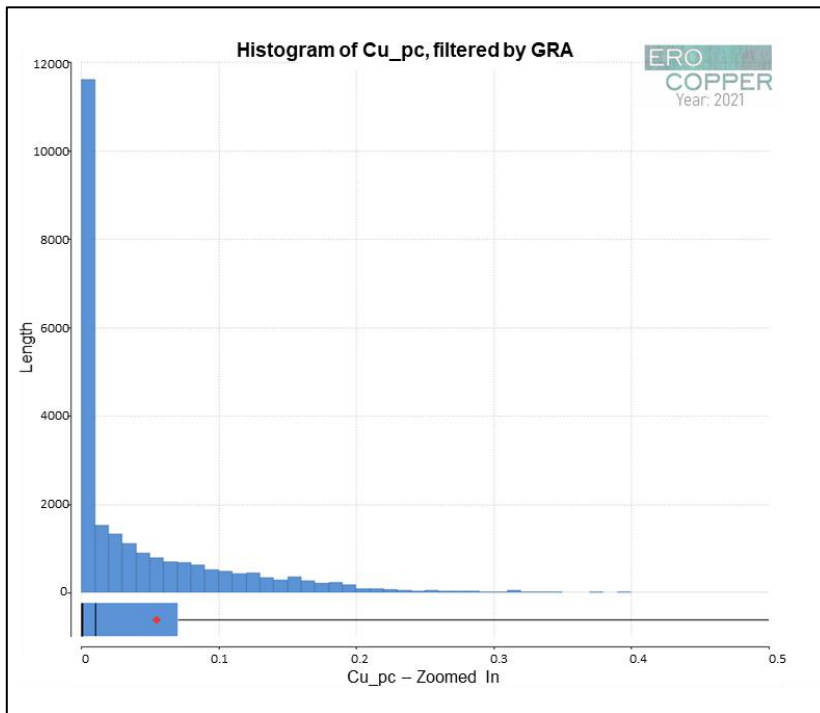 Histogram of Cu_pc, filtered by GRA
ERO
COPPER
Year: 2021
12000
10000
8000
6000
4000
2000
0
Length
0 0.1 0.2 0.3 0.4 0.5
Cu_pc – Zoomed In